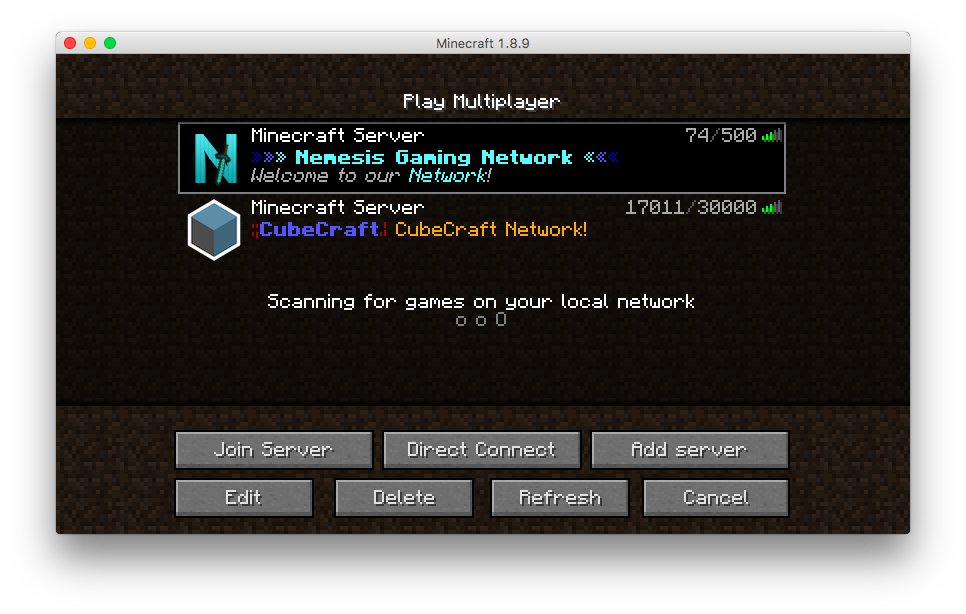 Minecraft 1.8.9
Play Multiplayer
Minecraft Server 74/500
»»» Nemesis Gaming Network «««
Welcome to our Network!
Minecraft Server 17011/30000
¦CubeCraft¦ CubeCraft Network!
Scanning for games on your local network
o o O
Join Server Direct Connect Add server
Edit Delete Refresh Cancel